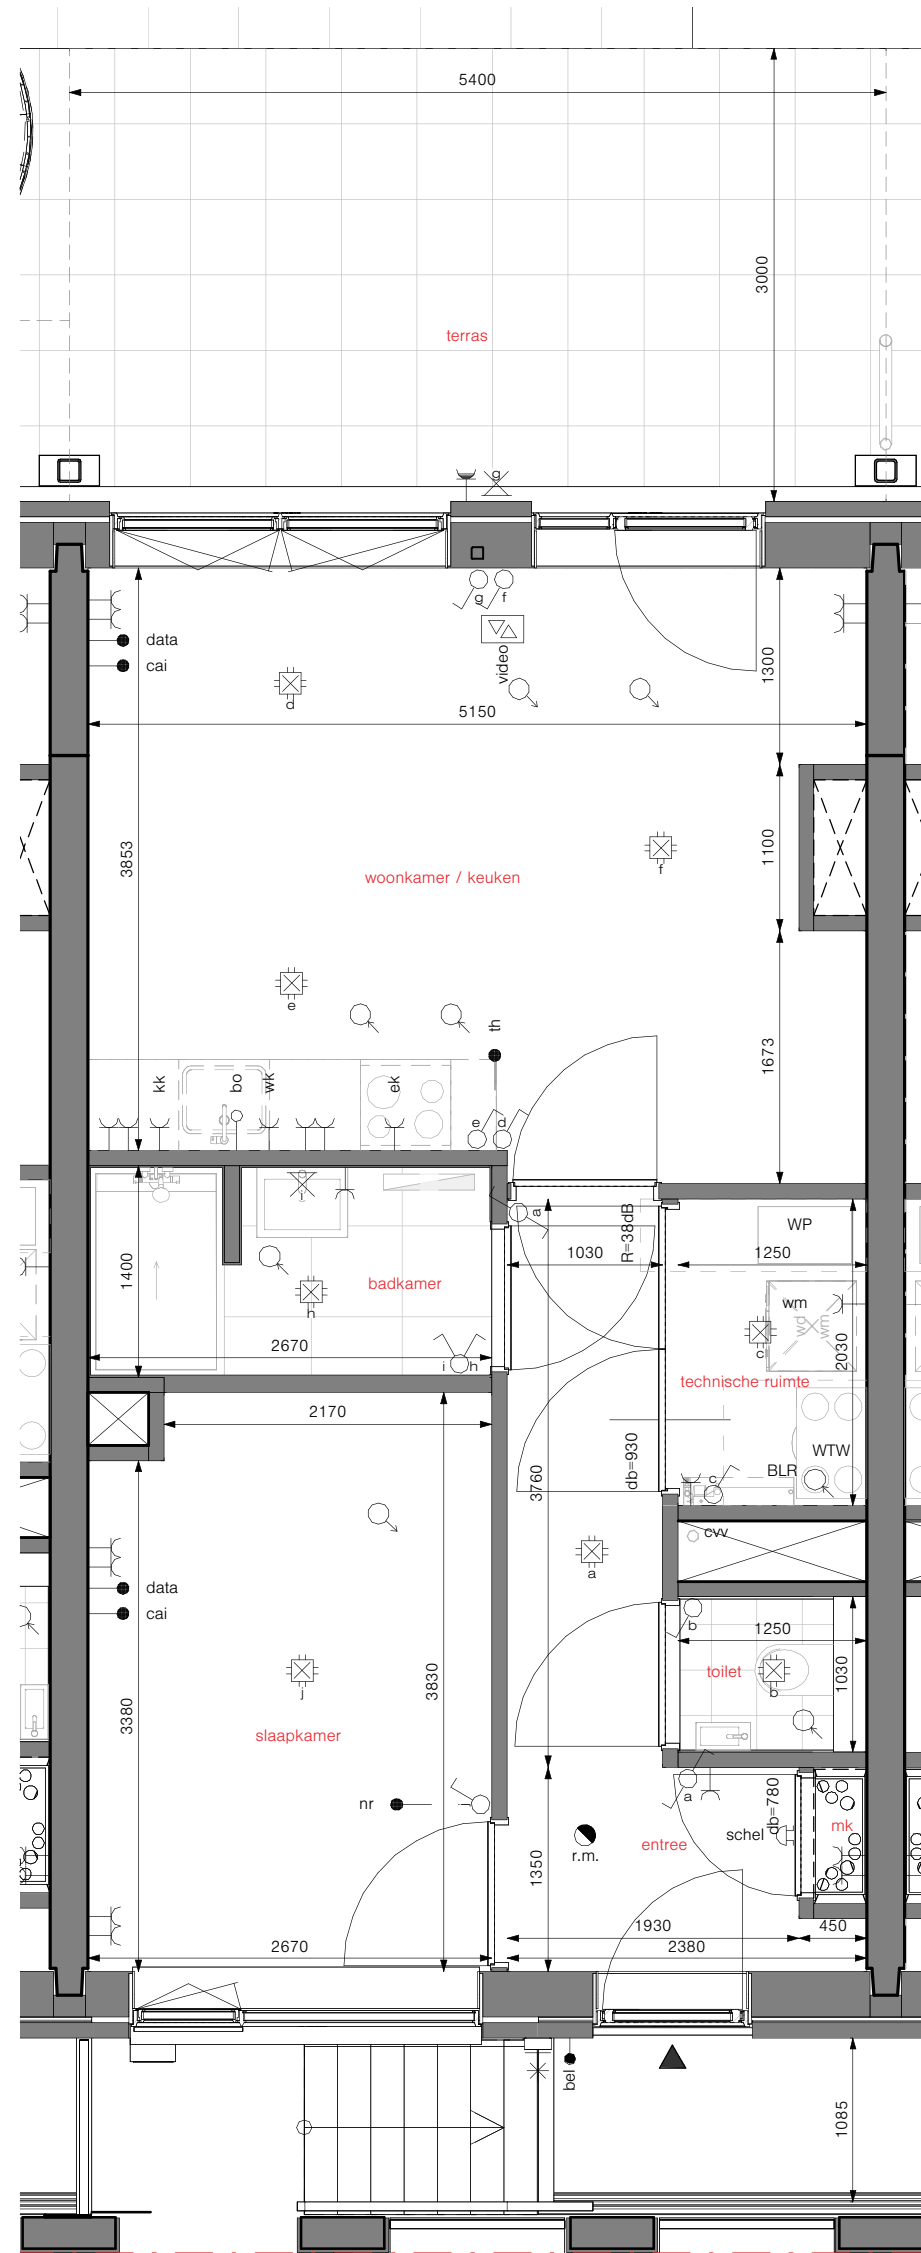 5400
3000
terras
g
g
f
data
cai
video
d
1300
5150
3853
1100
f
woonkamer / keuken
e
th
1673
kk
bo
wk
ek
e
d
a
R=38dB
WP
1400
1030
1250
badkamer
h
wm
wd
wm
c
2670
i
h
2030
technische ruimte
2170
3760
db=930
WTW
BLR
c
cvv
a
data
cai
b
1250
toilet
b
1030
j
3380
3830
slaapkamer
a
db=780
nr
j
schel
mk
r.m.
entree
1350
1930
450
2670
2380
bel
1085